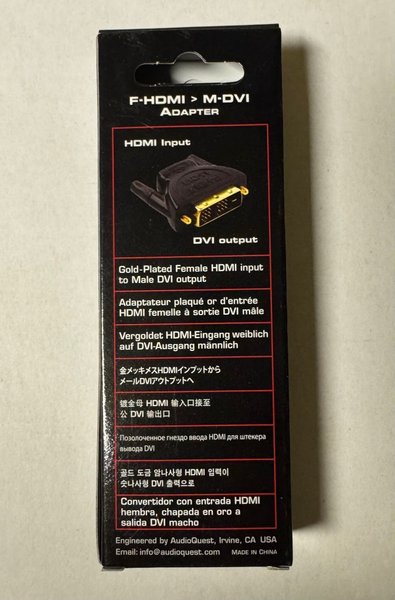 F-HDMI > M-DVI
ADAPTER
HDMI Input
DVI output
Gold-Plated Female HDMI input
to Male DVI output
Adaptateur plaqué or d'entrée
HDMI femelle à sortie DVI mâle
Vergoldet HDMI-Eingang weiblich
auf DVI-Ausgang männlich
金メッキメスHDMIインプットから
メールDVIアウトプットへ
镀金母 HDMI 输入口接至
公 DVI 输出口
Позолоченное гнездо ввода HDMI для штекера
вывода DVI
골드 도금 암나사형 HDMI 입력이
숫나사형 DVI 출력으로
Convertidor con entrada HDMI
hembra, chapada en oro a
salida DVI macho
Engineered by AudioQuest, Irvine, CA USA
Email: info@audioquest.com MADE IN CHINA